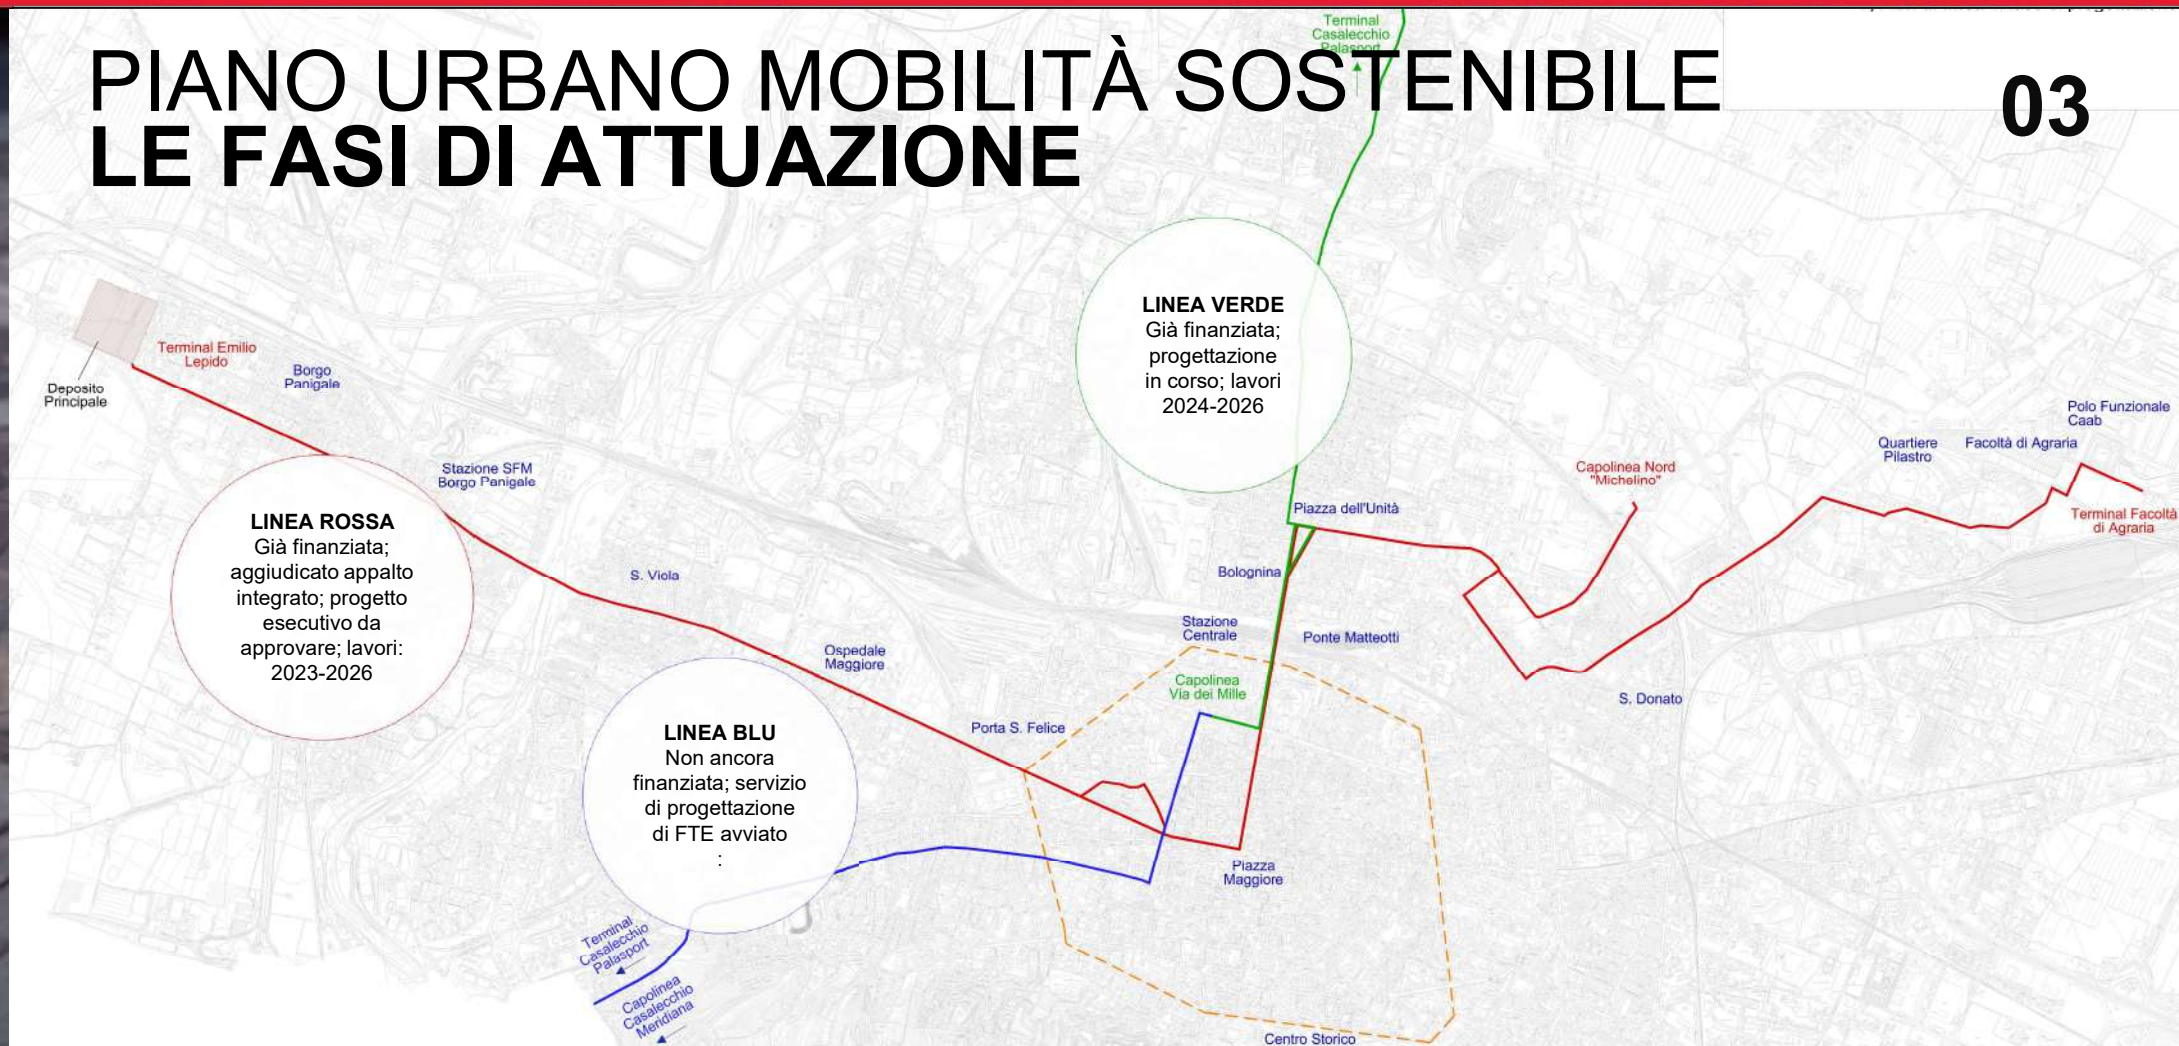 PIANO URBANO MOBILITÀ SOSTENIBILE
LE FASI DI ATTUAZIONE
03
Terminal
Casalecchio
Palasport
LINEA VERDE
Già finanziata;
progettazione
in corso; lavori
2024-2026
Terminal Emilio
Lepido
Borgo
Panigale
Deposito
Principale
Stazione SFM
Borgo Panigale
LINEA ROSSA
Già finanziata;
aggiudicato appalto
integrato; progetto
esecutivo da
approvare; lavori:
2023-2026
S. Viola
Ospedale
Maggiore
LINEA BLU
Non ancora
finanziata; servizio
di progettazione
di FTE avviato
:
Porta S. Felice
Piazza dell'Unità
Bolognina
Stazione
Centrale
Ponte Matteotti
Capolinea
Via dei Mille
Piazza
Maggiore
Capolinea Nord
"Michelino"
S. Donato
Quartiere
Pilastro
Facoltà di Agraria
Polo Funzionale
Caab
Terminal Facoltà
di Agraria
Terminal
Casalecchio
Palasport
Capolinea
Casalecchio
Meridiana
Centro Storico